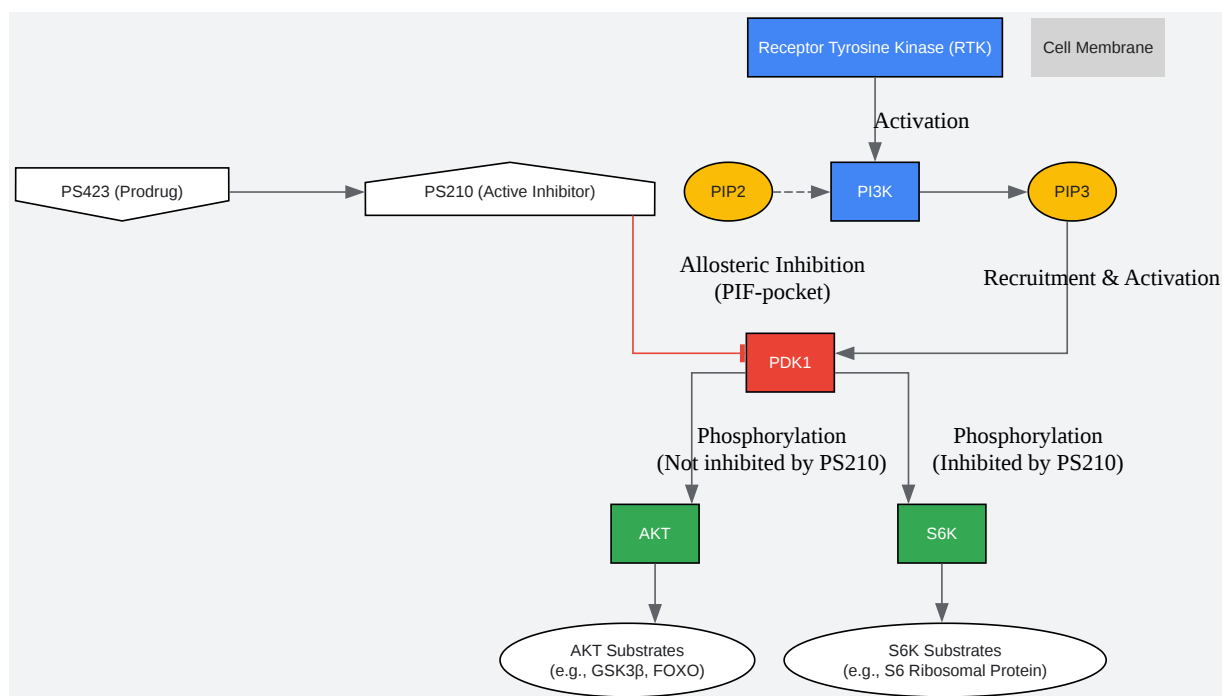 Receptor Tyrosine Kinase (RTK)
Cell Membrane
Activation
PS423 (Prodrug)
PS210 (Active Inhibitor)
PIP2
PI3K
PIP3
Allosteric Inhibition
(PIF-pocket)
Recruitment & Activation
PDK1
Phosphorylation
(Not inhibited by PS210)
Phosphorylation
(Inhibited by PS210)
AKT
S6K
AKT Substrates
(e.g., GSK3β, FOXO)
S6K Substrates
(e.g., S6 Ribosomal Protein)